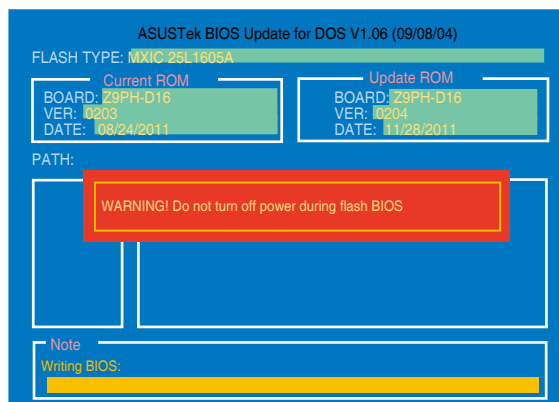 ASUSTek BIOS Update for DOS V1.06 (09/08/04)
FLASH TYPE: MXIC 25L1605A
Current ROM
BOARD: Z9PH-D16
VER: 0203
DATE: 08/24/2011
Update ROM
BOARD: Z9PH-D16
VER: 0204
DATE: 11/28/2011
PATH:
WARNING! Do not turn off power during flash BIOS
Note
Writing BIOS: